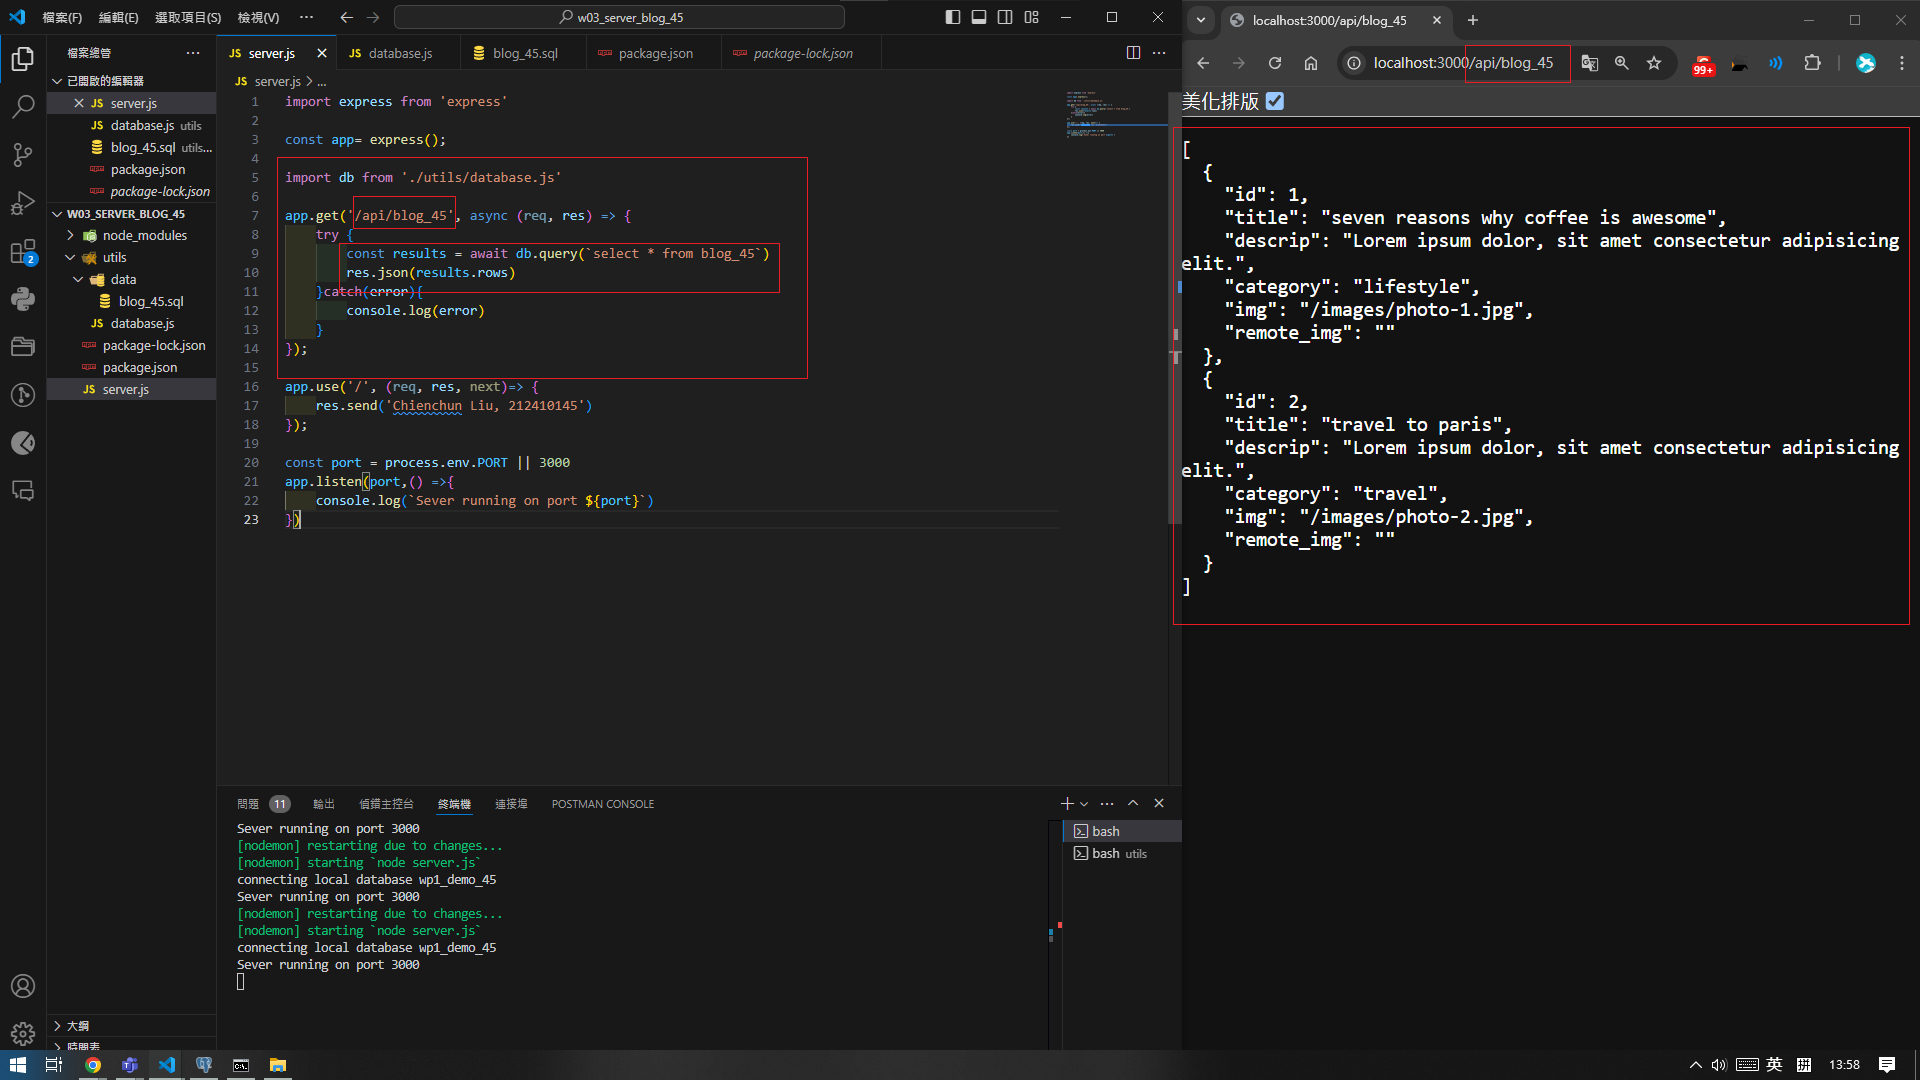 檔案(F) 編輯(E) 選取項目(S) 檢視(V) ··· w03_server_blog_45
檔案總管 ···
已開啟的編輯器
JS server.js
JS database.js utils
blog_45.sql utils...
package.json
package-lock.json
W03_SERVER_BLOG_45
node_modules
utils
data
blog_45.sql
JS database.js
package-lock.json
package.json
JS server.js
大綱
時間表
2
JS server.js JS database.js blog_45.sql package.json package-lock.json ···
JS server.js > ...
1 import express from 'express'
2
3 const app= express();
4
5 import db from './utils/database.js'
6
7 app.get('/api/blog_45', async (req, res) => {
8 try {
9 const results = await db.query(`select * from blog_45`)
10 res.json(results.rows)
11 }catch(error){
12 console.log(error)
13 }
14 });
15
16 app.use('/', (req, res, next)=> {
17 res.send('Chienchun Liu, 212410145')
18 });
19
20 const port = process.env.PORT || 3000
21 app.listen(port,() =>{
22 console.log(`Sever running on port ${port}`)
23 })
問題 11 輸出 偵錯主控台 終端機 連接埠 POSTMAN CONSOLE
Sever running on port 3000
[nodemon] restarting due to changes...
[nodemon] starting `node server.js`
connecting local database wp1_demo_45
Sever running on port 3000
[nodemon] restarting due to changes...
[nodemon] starting `node server.js`
connecting local database wp1_demo_45
Sever running on port 3000
bash
bash utils
localhost:3000/api/blog_45
localhost:3000/api/blog_45 99+
美化排版
[
{
"id": 1,
"title": "seven reasons why coffee is awesome",
"descrip": "Lorem ipsum dolor, sit amet consectetur adipisicing
elit.",
"category": "lifestyle",
"img": "/images/photo-1.jpg",
"remote_img": ""
},
{
"id": 2,
"title": "travel to paris",
"descrip": "Lorem ipsum dolor, sit amet consectetur adipisicing
elit.",
"category": "travel",
"img": "/images/photo-2.jpg",
"remote_img": ""
}
]
英 13:58